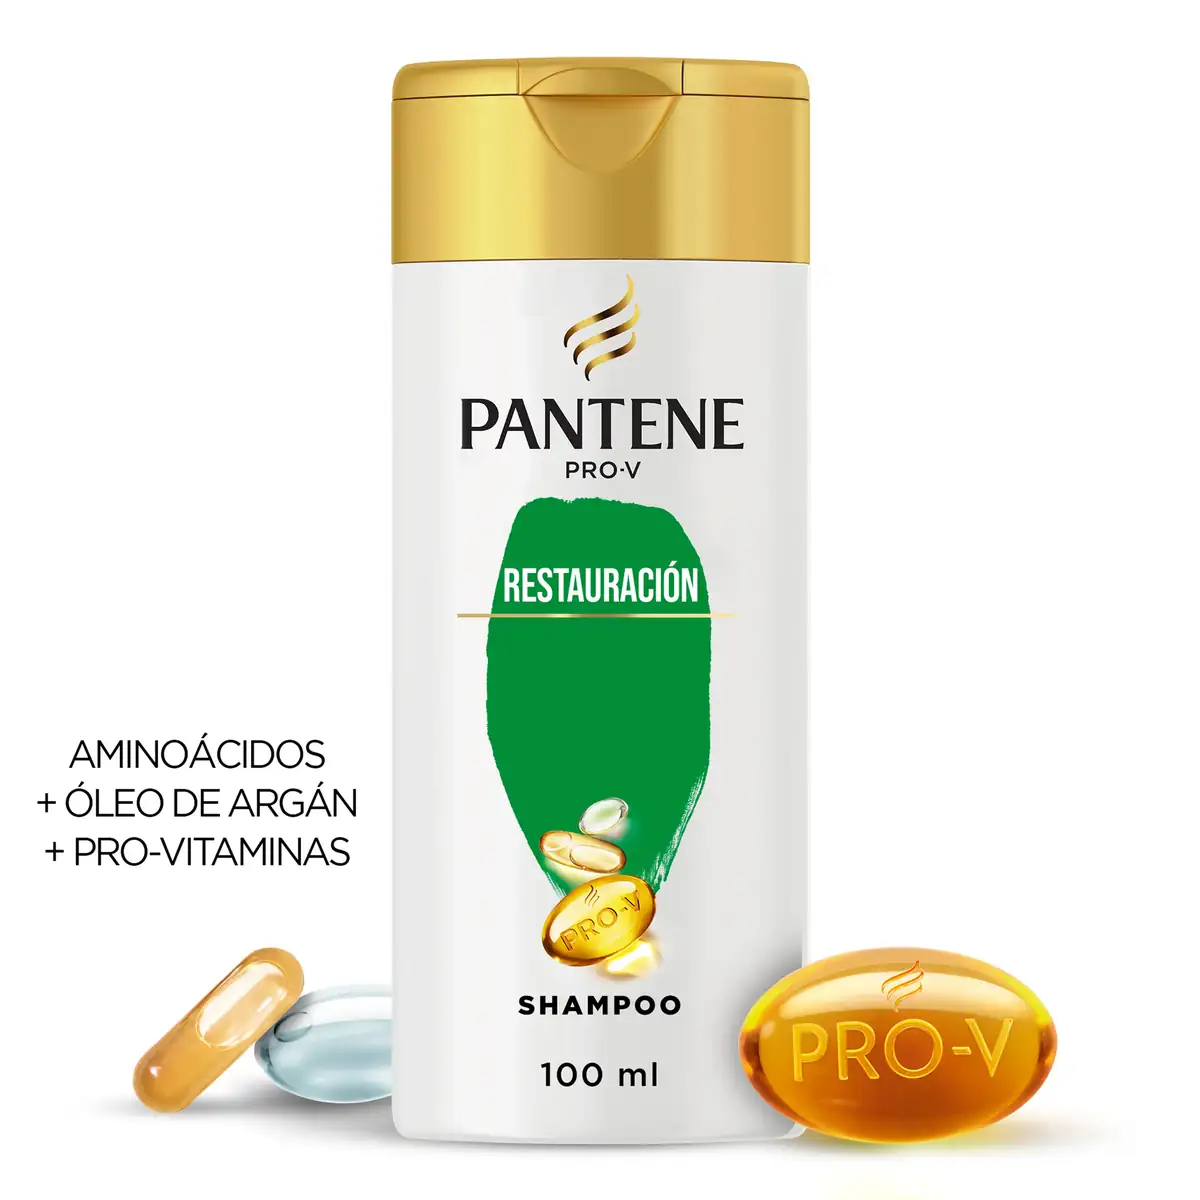 PANTENE
PRO-V
RESTAURACIÓN
AMINOÁCIDOS
+ ÓLEO DE ARGÁN
+ PRO-VITAMINAS
PRO-V
SHAMPOO
100 ml
PRO-V